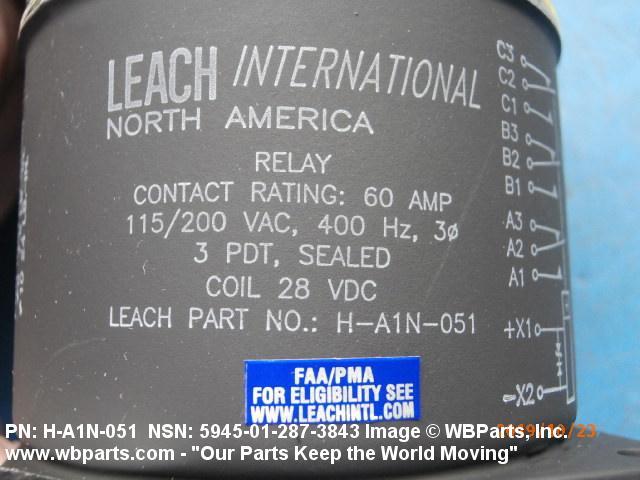 LEACH INTERNATIONAL
NORTH AMERICA
RELAY
CONTACT RATING: 60 AMP
115/200 VAC, 400 Hz, 3ø
3 PDT, SEALED
COIL 28 VDC
LEACH PART NO.: H-A1N-051
C3
C2
C1
B3
B2
B1
A3
A2
A1
+X1
-X2
FAA/PMA
FOR ELIGIBILITY SEE
WWW.LEACHINTL.COM
PN: H-A1N-051 NSN: 5945-01-287-3843 Image © WBParts, Inc.
www.wbparts.com - "Our Parts Keep the World Moving"